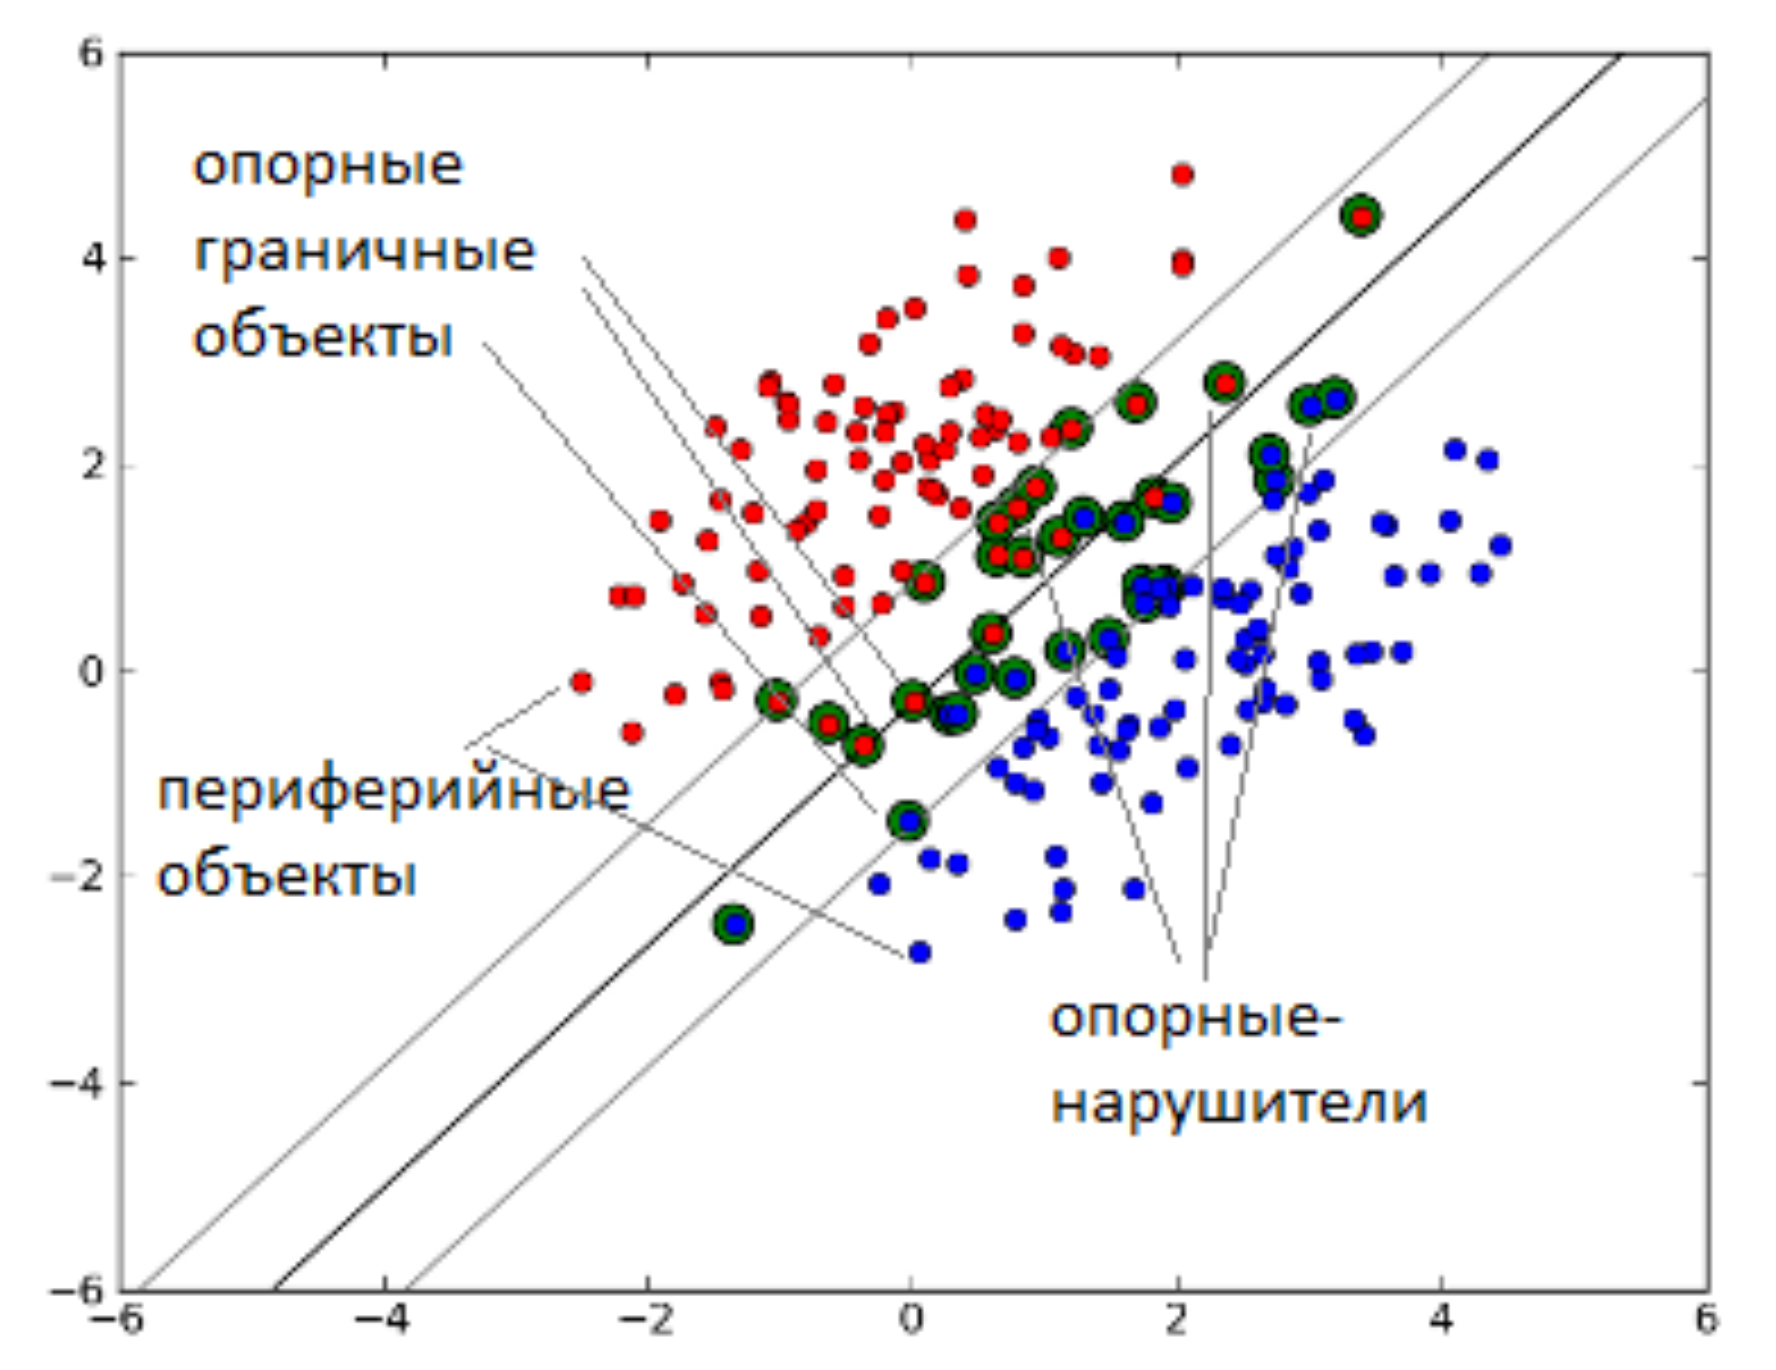 6
опорные
граничные
4
объекты
2
0
периферийные
объекты
−2
опорные-
−4
нарушители
−6
−6 −4 −2 0 2 4 6